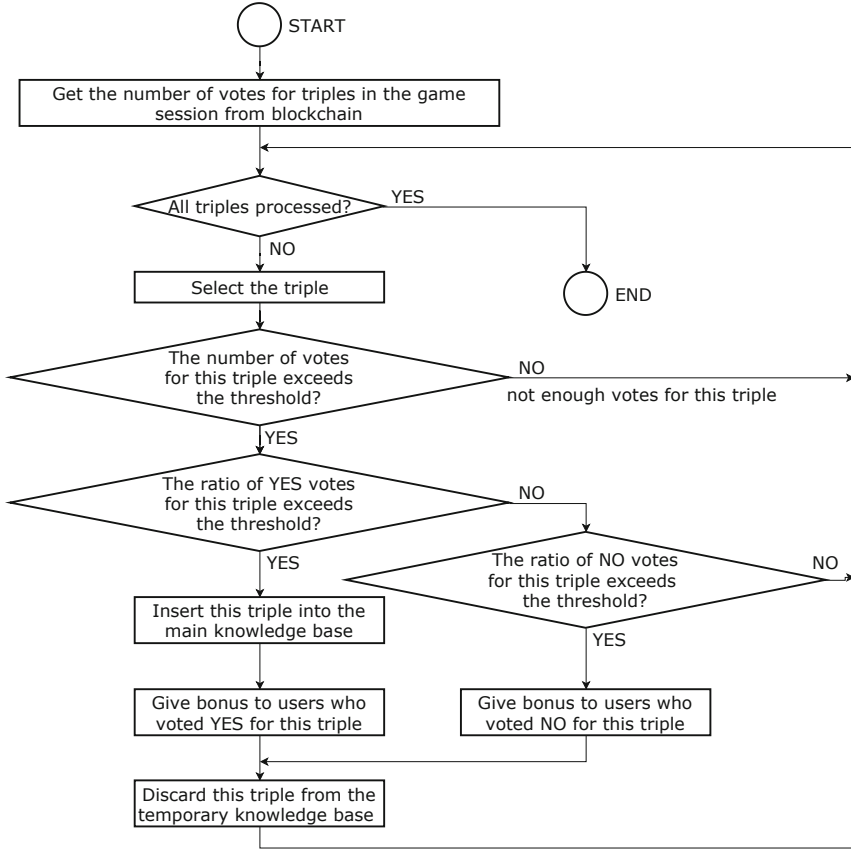 START
Get the number of votes for triples in the game
session from blockchain
All triples processed?
YES
NO
Select the triple
END
The number of votes
for this triple exceeds
the threshold?
NO
not enough votes for this triple
YES
The ratio of YES votes
for this triple exceeds
the threshold?
NO
YES
The ratio of NO votes
for this triple exceeds
the threshold?
NO
YES
Insert this triple into the
main knowledge base
Give bonus to users who
voted YES for this triple
Give bonus to users who
voted NO for this triple
Discard this triple from the
temporary knowledge base